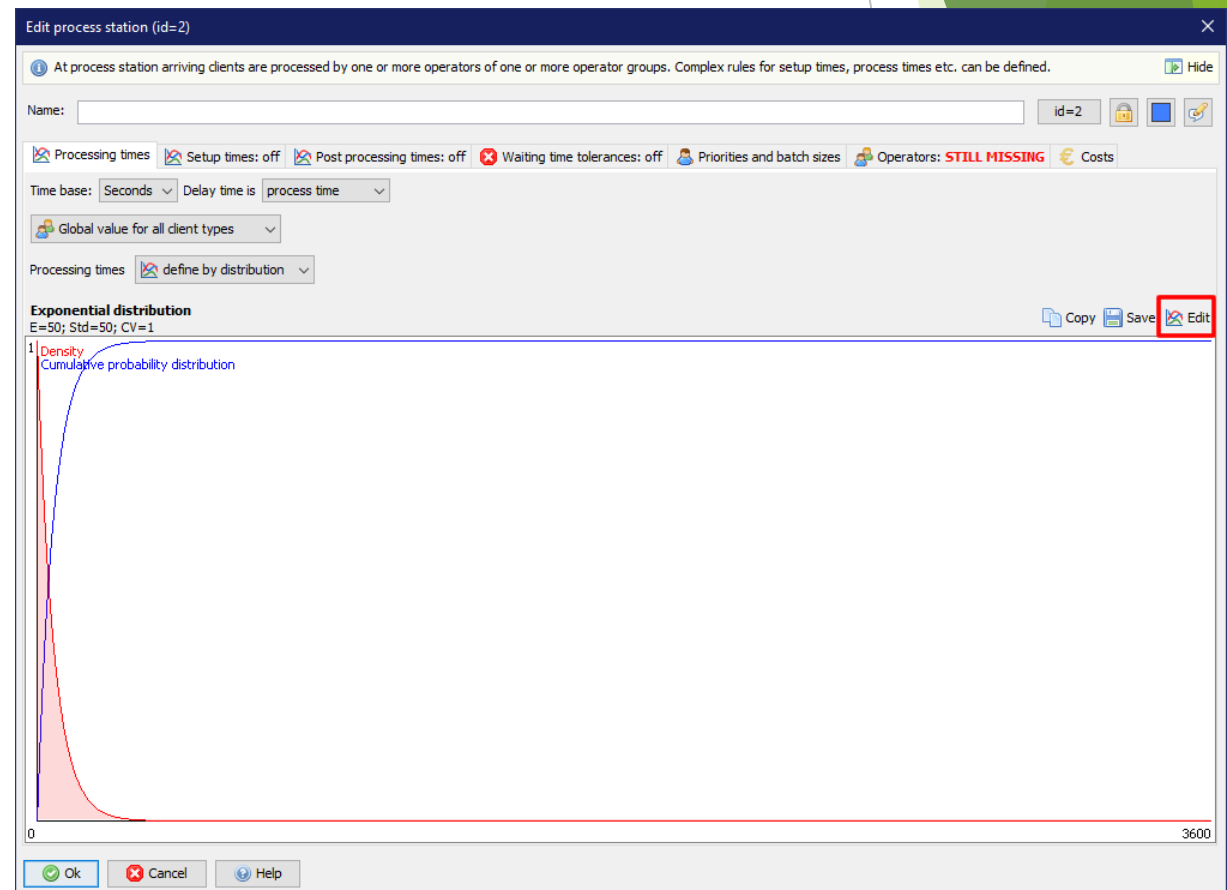 Edit process station (id=2)
At process station arriving clients are processed by one or more operators of one or more operator groups. Complex rules for setup times, process times etc. can be defined. Hide
Name: id=2
Processing times Setup times: off Post processing times: off Waiting time tolerances: off Priorities and batch sizes Operators: STILL MISSING Costs
Time base: Seconds Delay time is process time
Global value for all client types
Processing times define by distribution
Exponential distribution
E=50; Std=50; CV=1
Copy Save Edit
1 Density
Cumulative probability distribution
0 3600
Ok Cancel Help